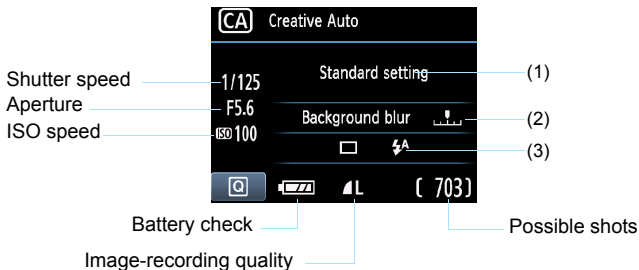 CA Creative Auto
Shutter speed 1/125 Standard setting (1)
Aperture F5.6
ISO speed ISO 100 Background blur (2)
A (3)
Q L [ 703]
Battery check Possible shots
Image-recording quality